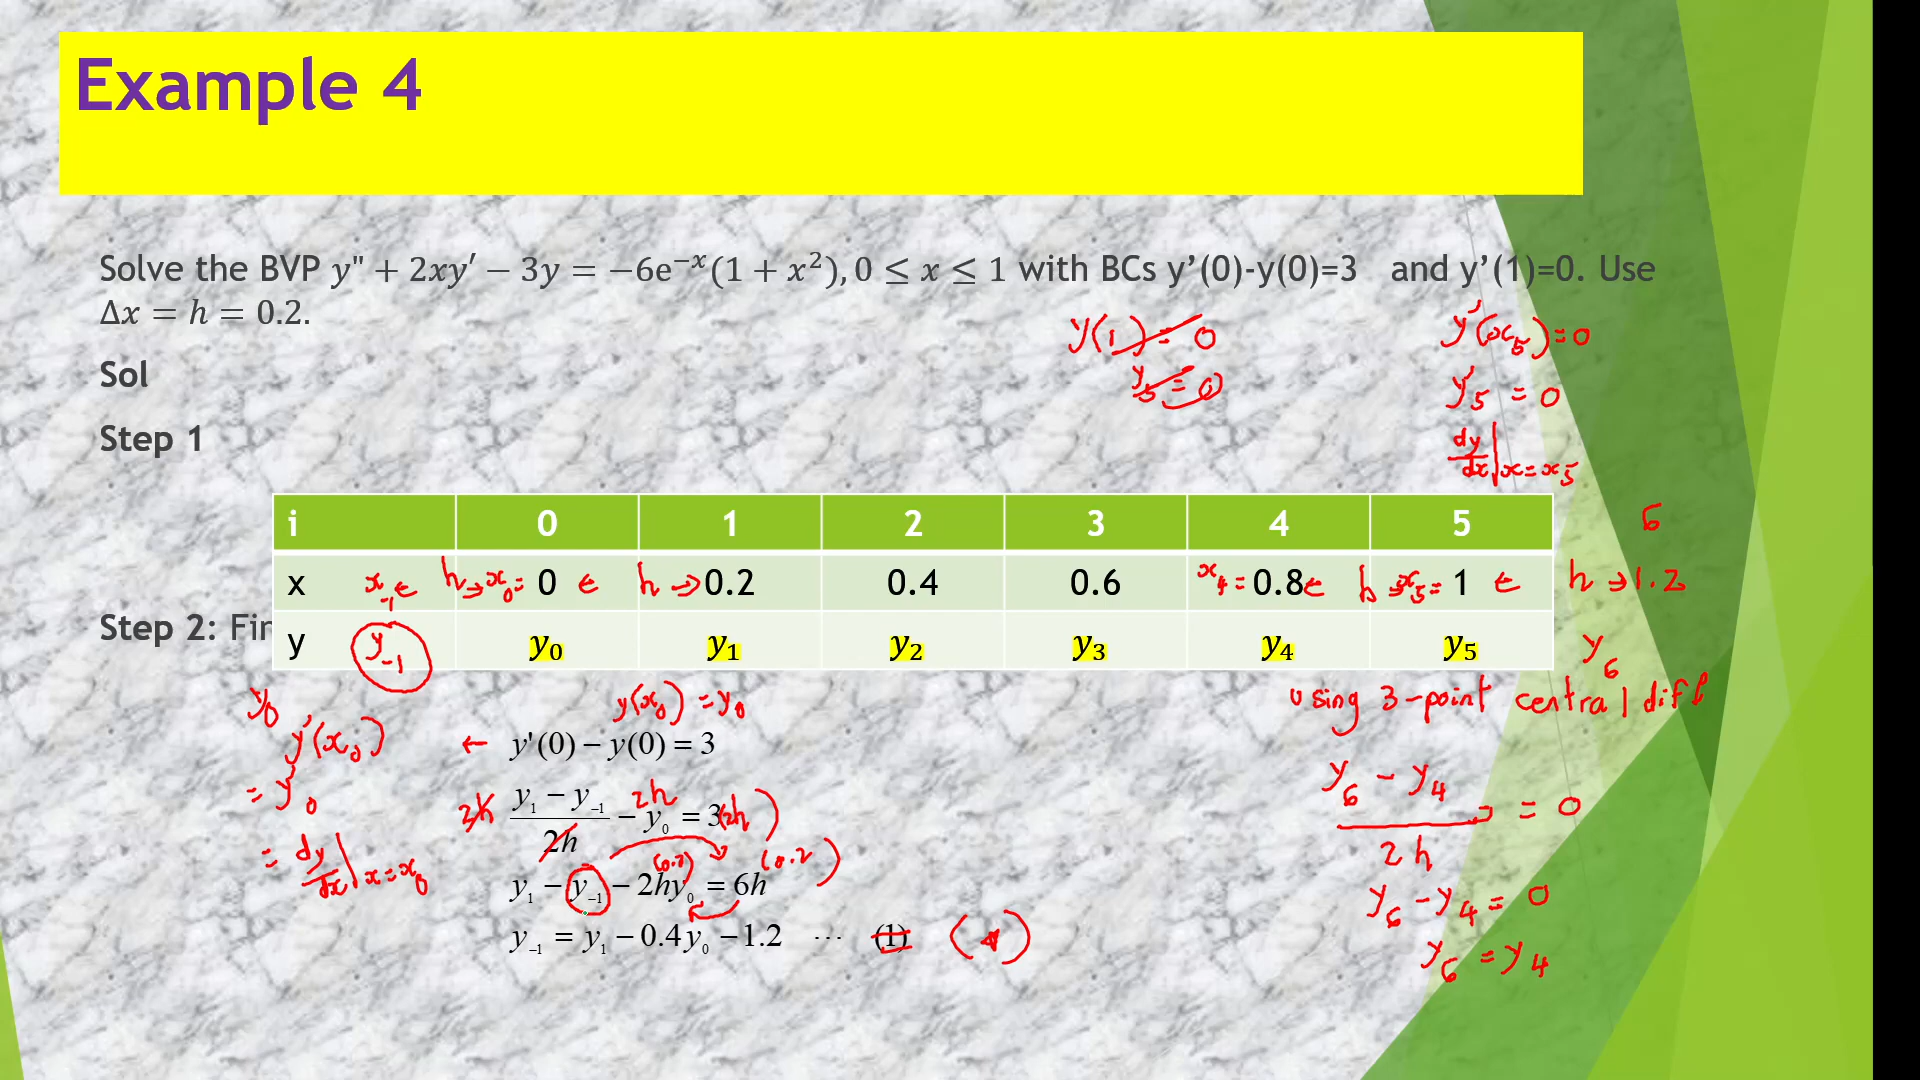 Example 4
Solve the BVP y" + 2xy′ − 3y = −6e⁻ˣ(1 + x²), 0 ≤ x ≤ 1 with BCs y’(0)-y(0)=3 and y’(1)=0. Use
Δx = h = 0.2.
y(1) = 0
y₅ = 0
y'(x₅) = 0
y'₅ = 0
dy/dx|x=x₅
Sol
Step 1
i 0 1 2 3 4 5 6
x x₋₁ ← h → x₀ = 0 ← h → 0.2 0.4 0.6 x₄ = 0.8 ← h → x₅ = 1 ← h → 1.2
Step 2: Fin
y y₋₁ y₀ y₁ y₂ y₃ y₄ y₅ y₆
y₀
y'(x₀)
= y'₀
= dy/dx|x=x₀
y(x₀) = y₀
← y'(0) − y(0) = 3
2h (y₁ − y₋₁)/2h − 2h y₀ = 3(2h)
(0.2) (0.2)
y₁ − y₋₁ − 2hy₀ = 6h
y₋₁ = y₁ − 0.4y₀ − 1.2 ⋯ (1) (*)
using 3-point central diff
(y₆ − y₄)/2h = 0
y₆ − y₄ = 0
y₆ = y₄